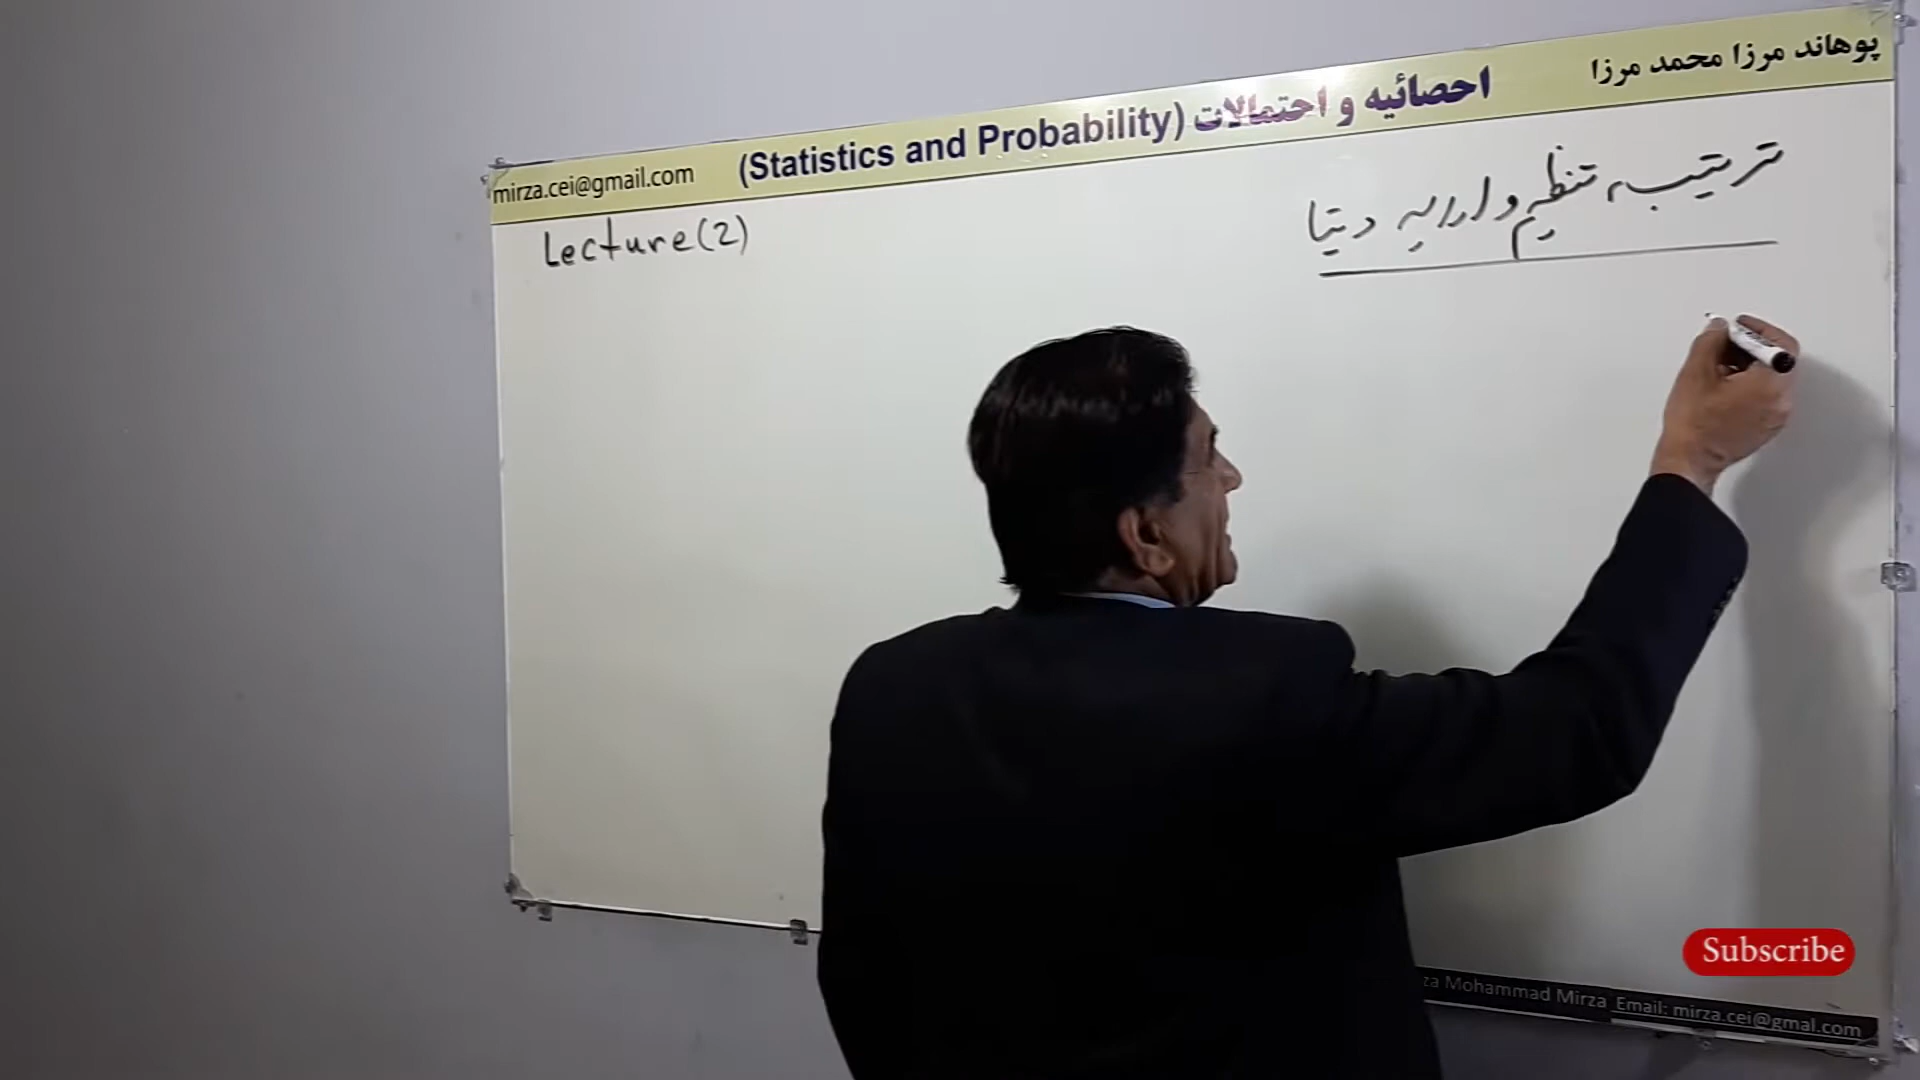 پوهاند مرزا محمد مرزا
احصائیه و احتمالات (Statistics and Probability)
mirza.cei@gmail.com
Lecture(2)
ترتیب، تنظیم و ارایه دیتا
Subscribe
za Mohammad Mirza Email: mirza.cei@gmal.com